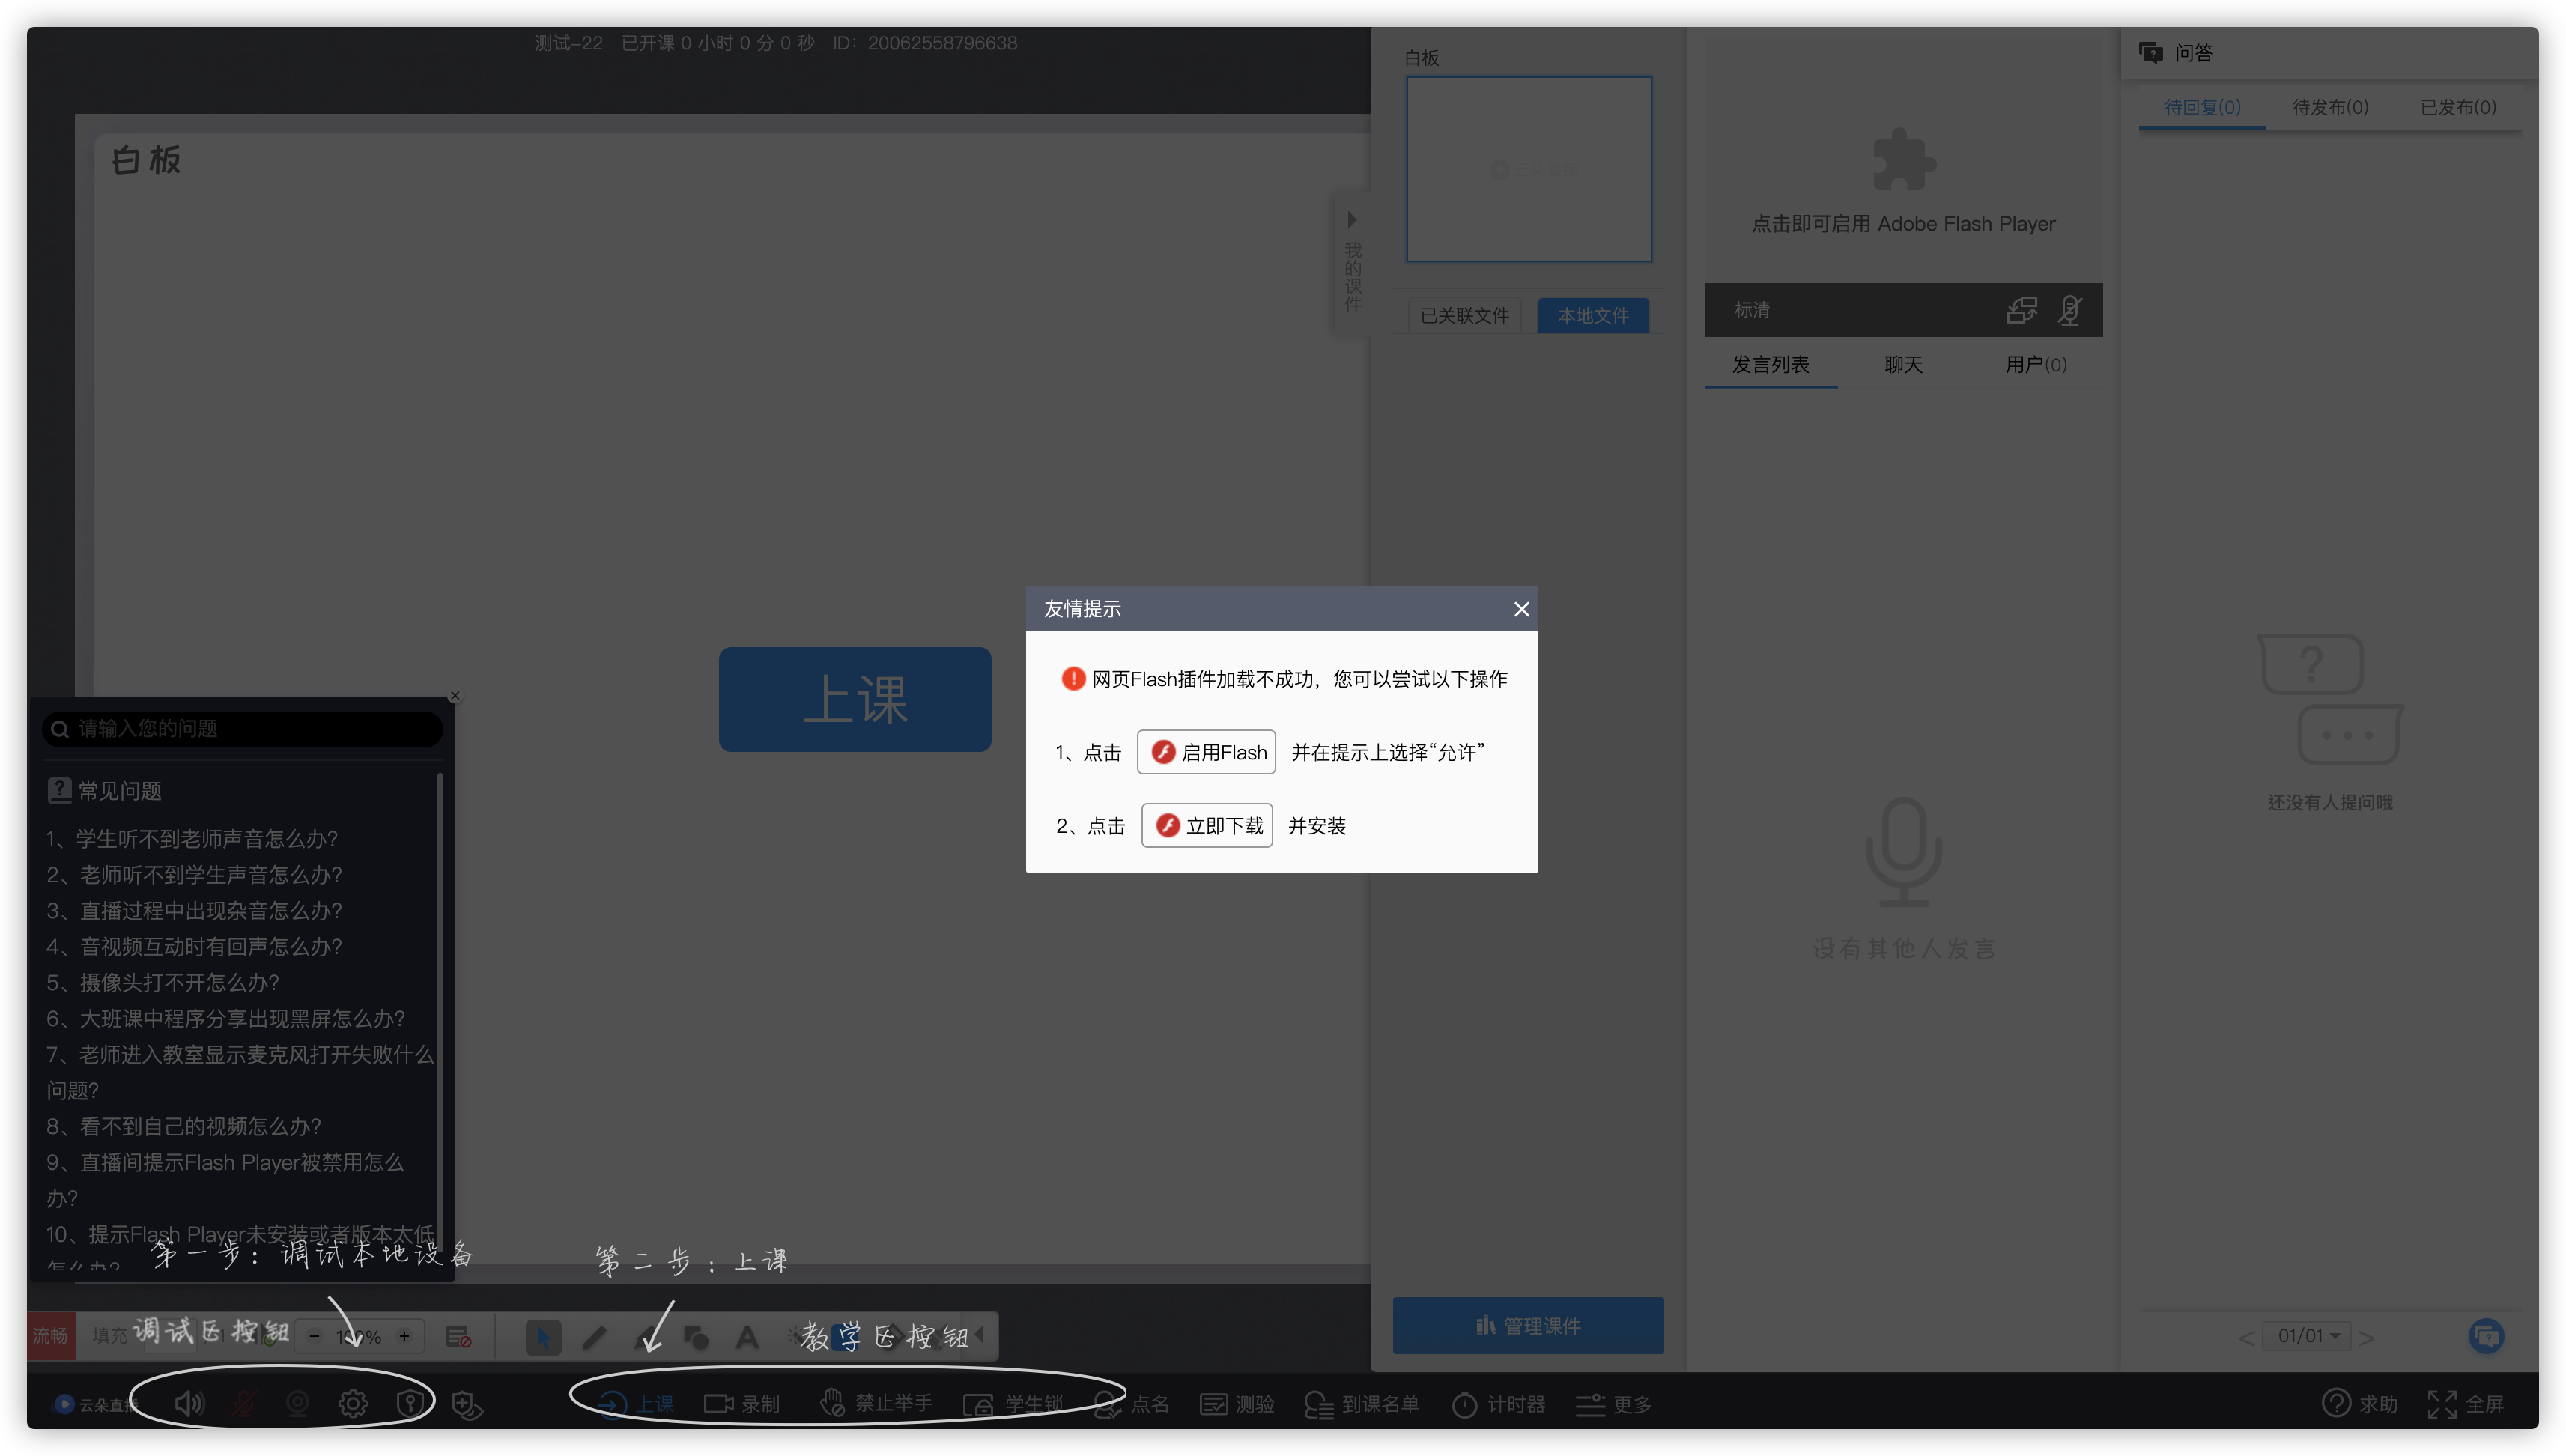 测试-22 已开课 0 小时 0 分 0 秒 ID：20062558796638
白板
我的课件
白板
已关联文件 本地文件
管理课件
点击即可启用 Adobe Flash Player
标清
发言列表 聊天 用户(0)
没有其他人发言
问答
待回复(0) 待发布(0) 已发布(0)
还没有人提问哦
01/01
上课
友情提示
网页Flash插件加载不成功，您可以尝试以下操作
1、点击 启用Flash 并在提示上选择“允许”
2、点击 立即下载 并安装
请输入您的问题
常见问题
1、学生听不到老师声音怎么办?
2、老师听不到学生声音怎么办?
3、直播过程中出现杂音怎么办?
4、音视频互动时有回声怎么办?
5、摄像头打不开怎么办?
6、大班课中程序分享出现黑屏怎么办?
7、老师进入教室显示麦克风打开失败什么
问题?
8、看不到自己的视频怎么办?
9、直播间提示Flash Player被禁用怎么
办?
10、提示Flash Player未安装或者版本太低
怎么办?
第一步：调试本地设备
第二步：上课
流畅 填充 100%
调试区按钮
教学区按钮
云朵直播 上课 录制 禁止举手 学生锁 点名 测验 到课名单 计时器 更多 求助 全屏